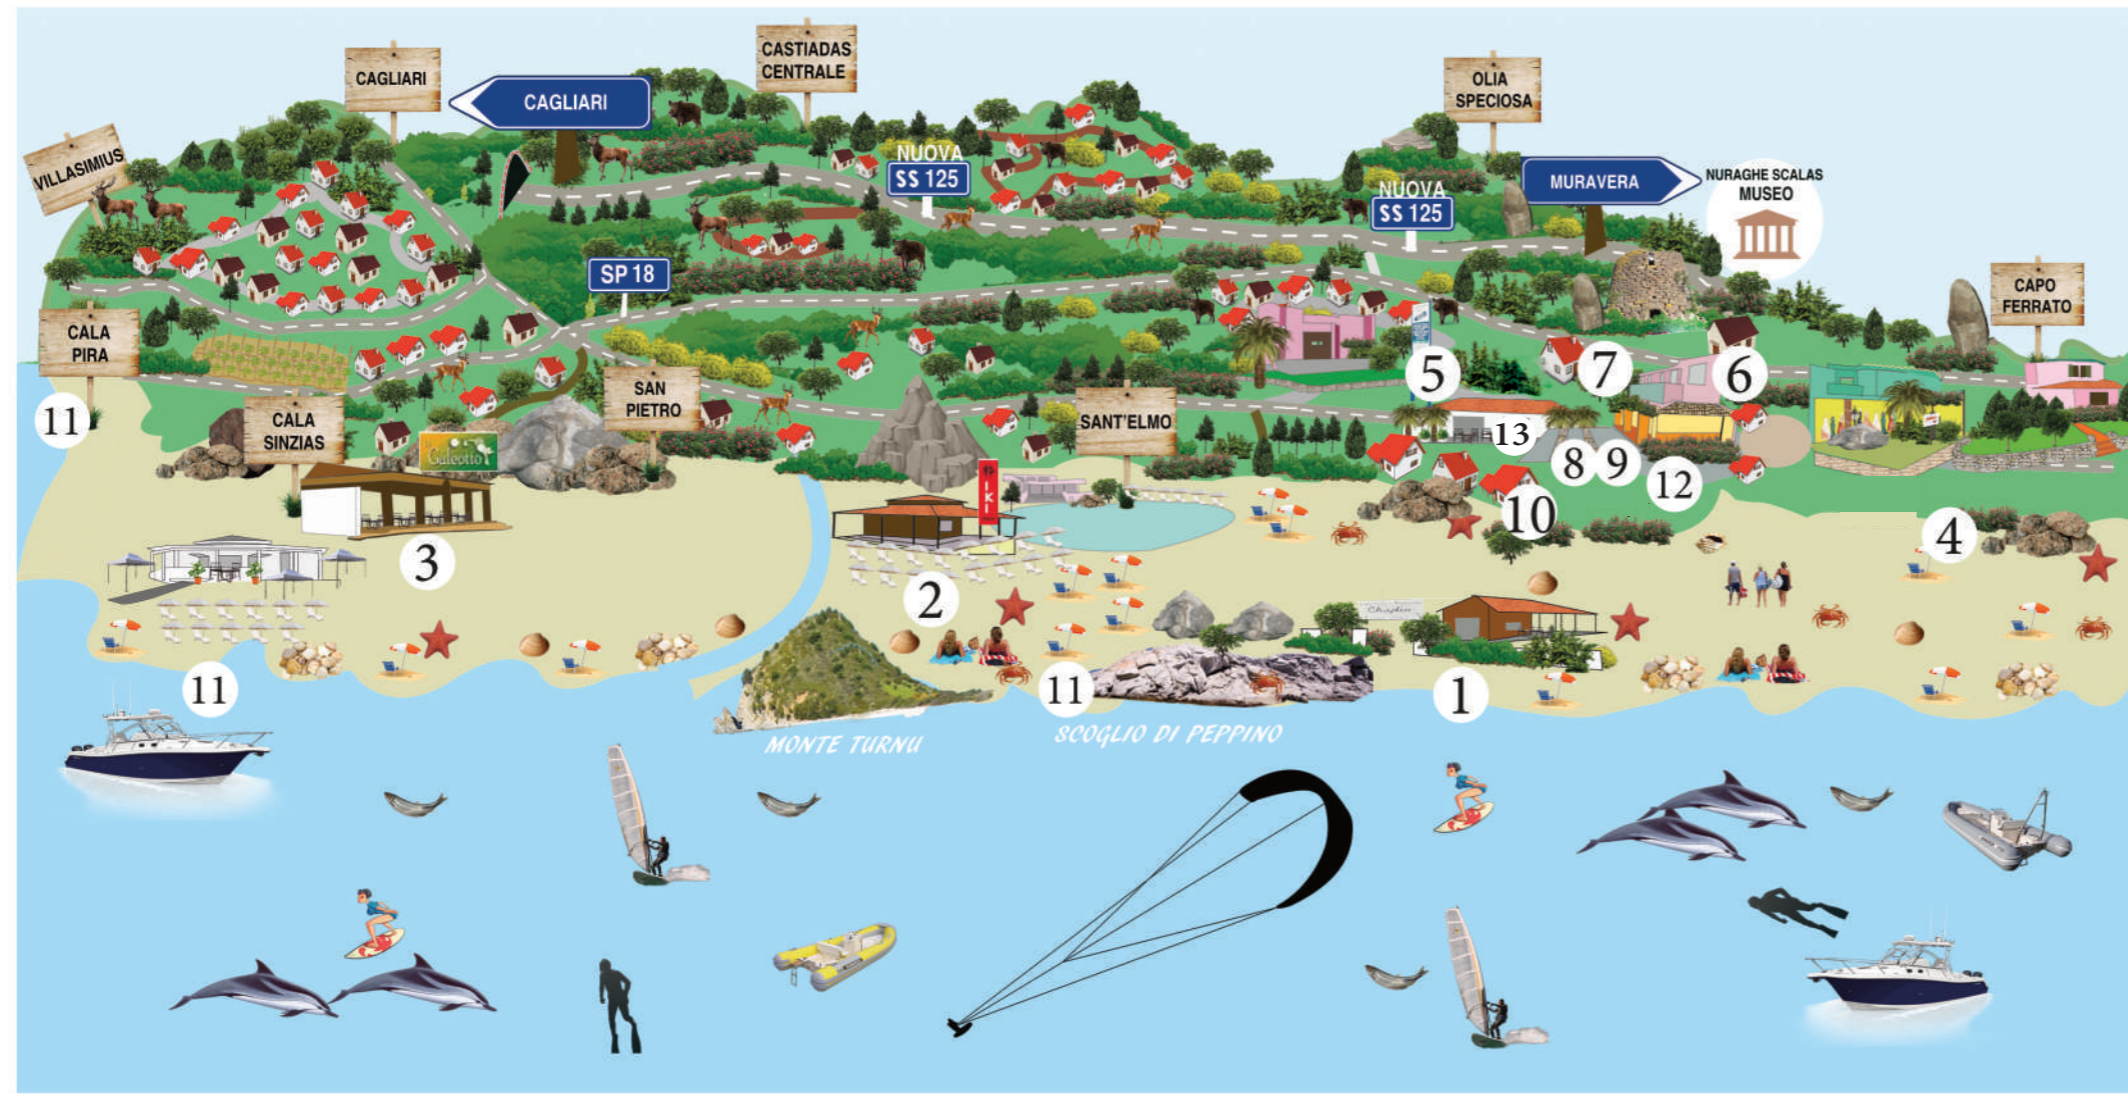 CASTIADAS
CENTRALE
CAGLIARI
CAGLIARI
OLIA
SPECIOSA
VILLASIMIUS
NUOVA
SS 125
NUOVA
SS 125
MURAVERA
NURAGHE SCALAS
MUSEO
SP 18
CAPO
FERRATO
CALA
PIRA
11
CALA
SINZIAS
SAN
PIETRO
SANT'ELMO
5
7
6
13
8
9
12
10
4
Galeotto
IKI
3
2
Chaplin
11
11
1
MONTE TURNU
SCOGLIO DI PEPPINO